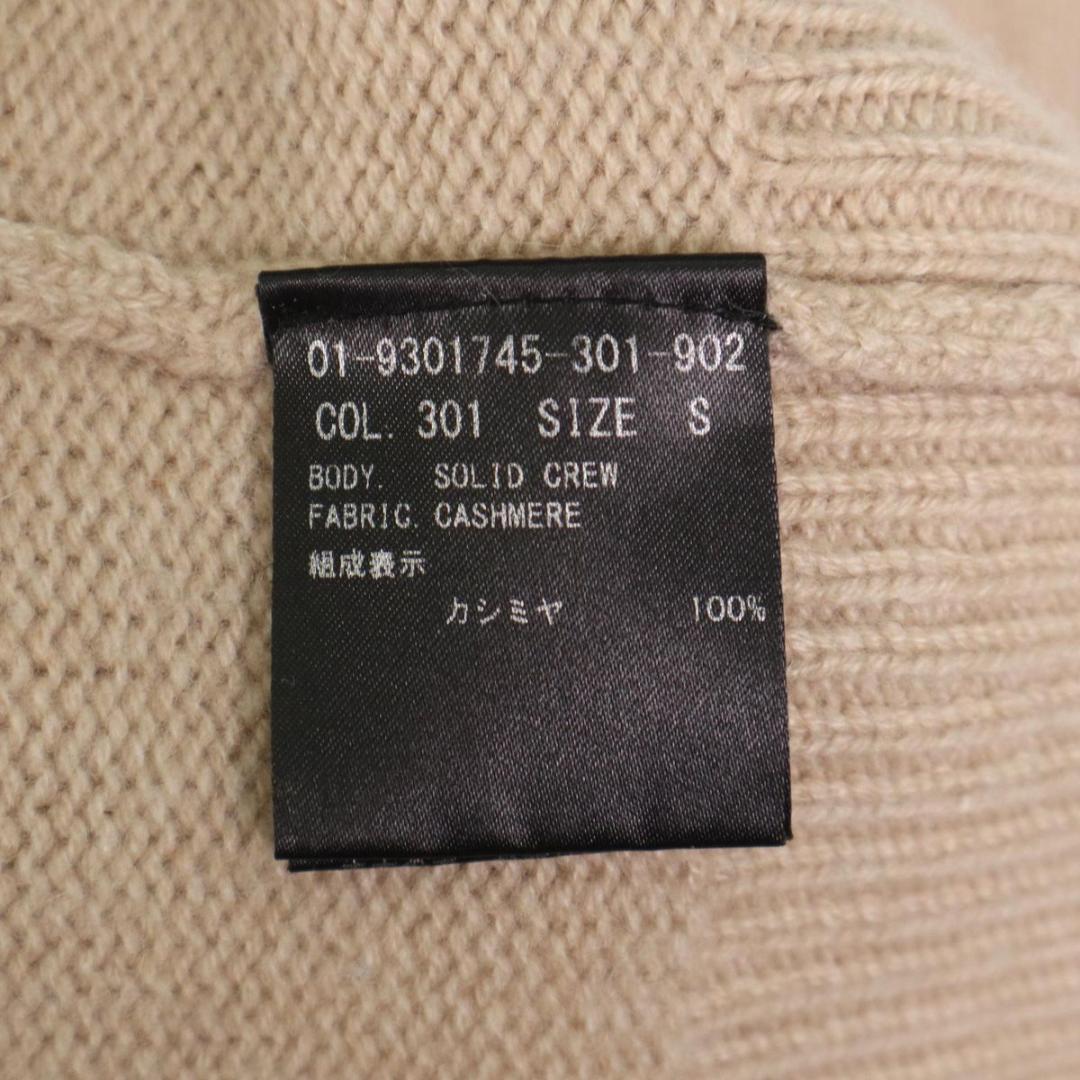 01-9301745-301-902
COL. 301 SIZE S
BODY. SOLID CREW
FABRIC. CASHMERE
組成表示
カシミヤ 100%